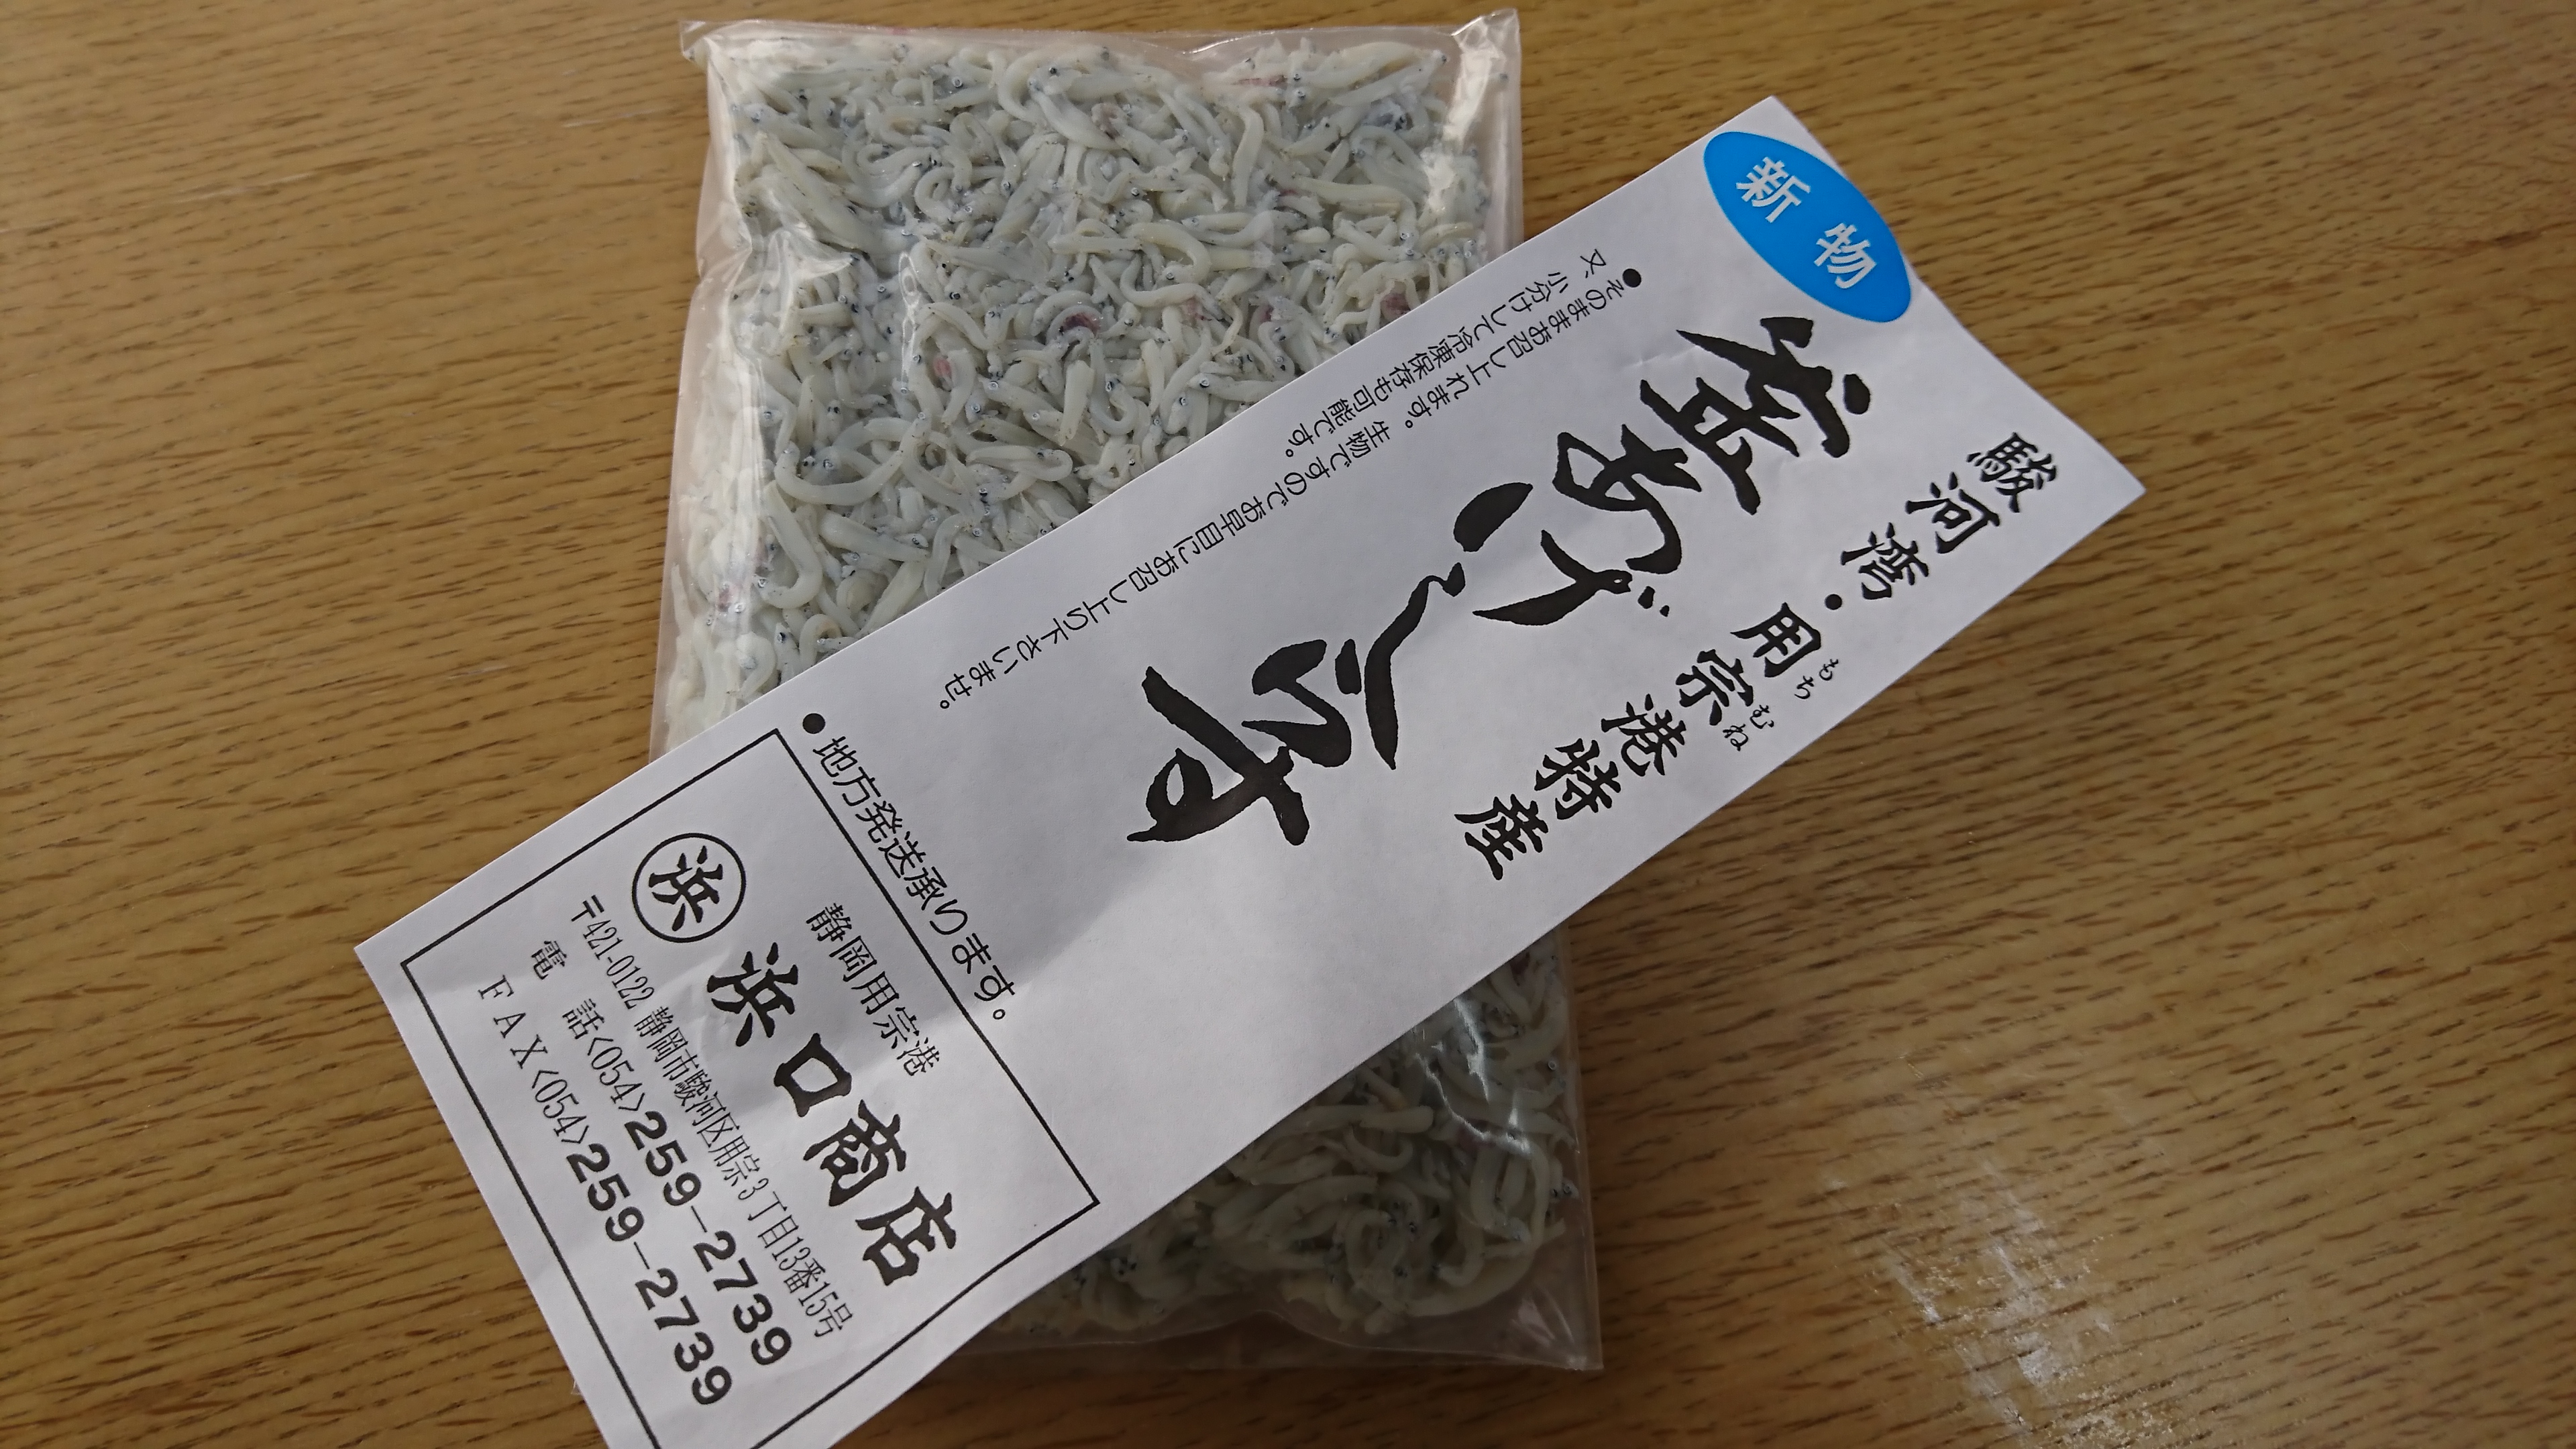 新物
駿河湾・用宗港特産
もちむね
釜あげしらす
●そのままお召し上れます。生物ですのでお早目にお召し上り下さいませ。
又、小分けして冷凍保存も可能です。
●地方発送承ります。
静岡用宗港
浜 浜口商店
〒421-0122 静岡市駿河区用宗3丁目13番15号
電 話<054>259-2739
FAX<054>259-2739